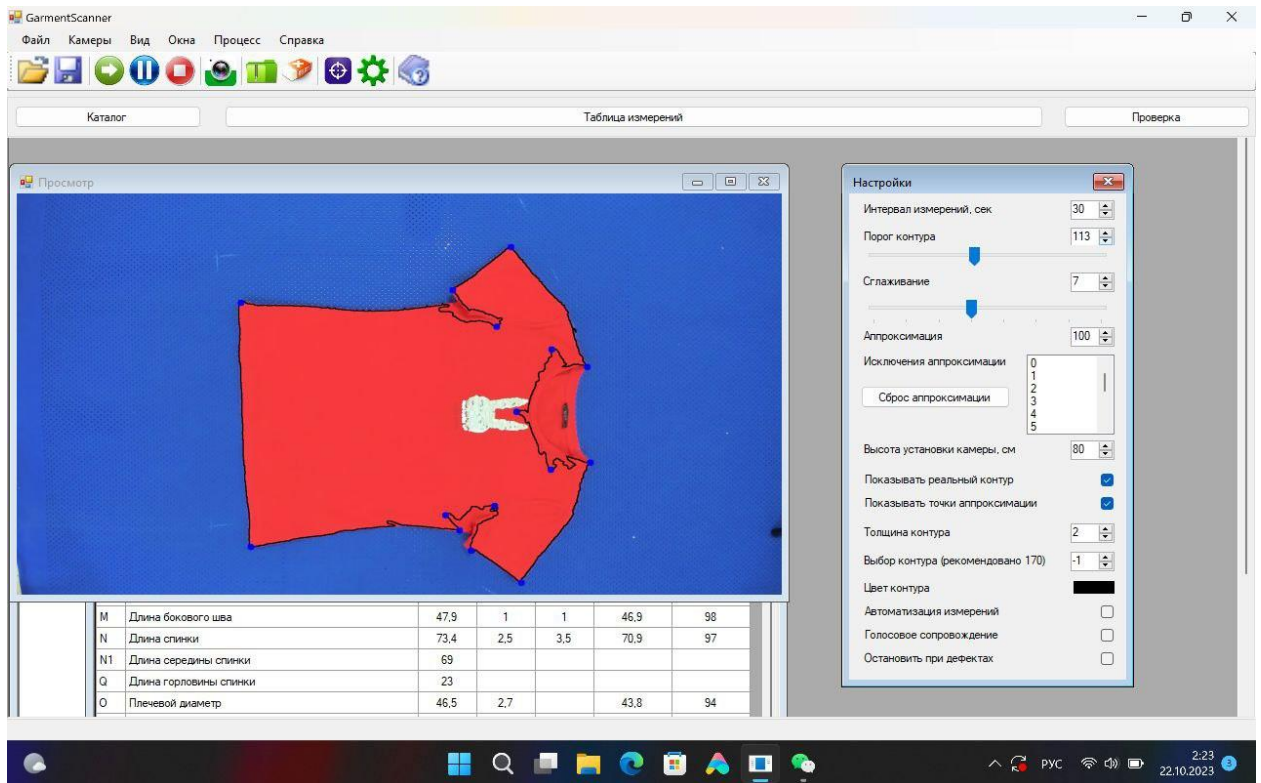 GarmentScanner
Файл Камеры Вид Окна Процесс Справка
Каталог Таблица измерений Проверка
Просмотр
Настройки
Интервал измерений, сек 30
Порог контура 113
Сглаживание 7
Аппроксимация 100
Исключения аппроксимации 0
1
2
3
4
5
Сброс аппроксимации
Высота установки камеры, см 80
Показывать реальный контур
Показывать точки аппроксимации
Толщина контура 2
Выбор контура (рекомендовано 170) -1
Цвет контура
Автоматизация измерений
Голосовое сопровождение
Остановить при дефектах
M Длина бокового шва 47,9 1 1 46,9 98
N Длина спинки 73,4 2,5 3,5 70,9 97
N1 Длина середины спинки 69
Q Длина горловины спинки 23
O Плечевой диаметр 46,5 2,7 43,8 94
РУС 2:23
22.10.2023 3